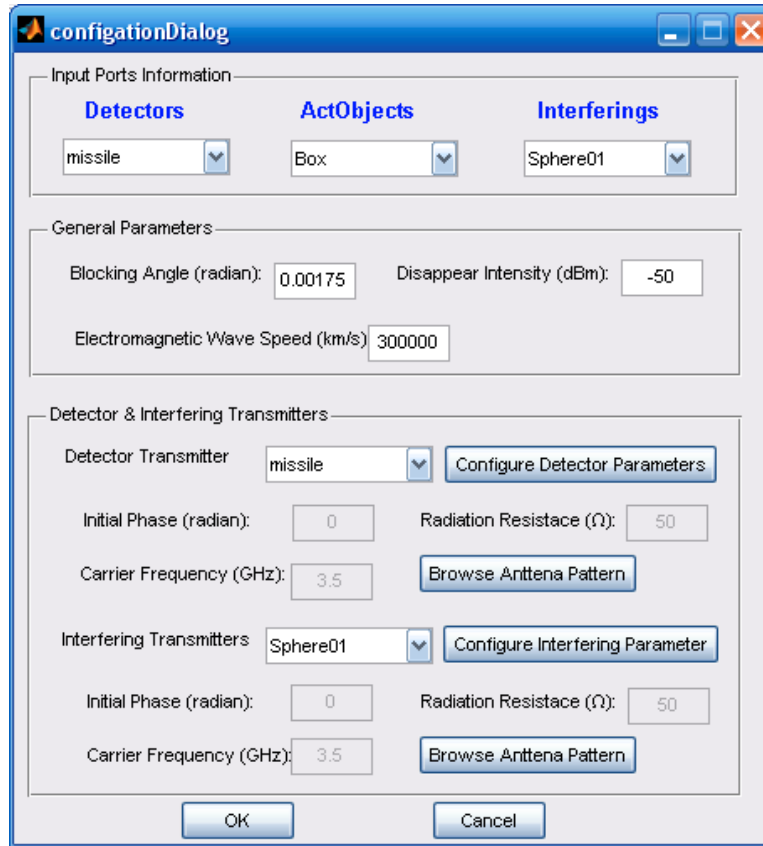 configationDialog
Input Ports Information
Detectors ActObjects Interferings
missile Box Sphere01
General Parameters
Blocking Angle (radian): 0.00175 Disappear Intensity (dBm): -50
Electromagnetic Wave Speed (km/s) 300000
Detector & Interfering Transmitters
Detector Transmitter missile Configure Detector Parameters
Initial Phase (radian): 0 Radiation Resistace (Ω): 50
Carrier Frequency (GHz): 3.5 Browse Anttena Pattern
Interfering Transmitters Sphere01 Configure Interfering Parameter
Initial Phase (radian): 0 Radiation Resistace (Ω): 50
Carrier Frequency (GHz): 3.5 Browse Anttena Pattern
OK Cancel